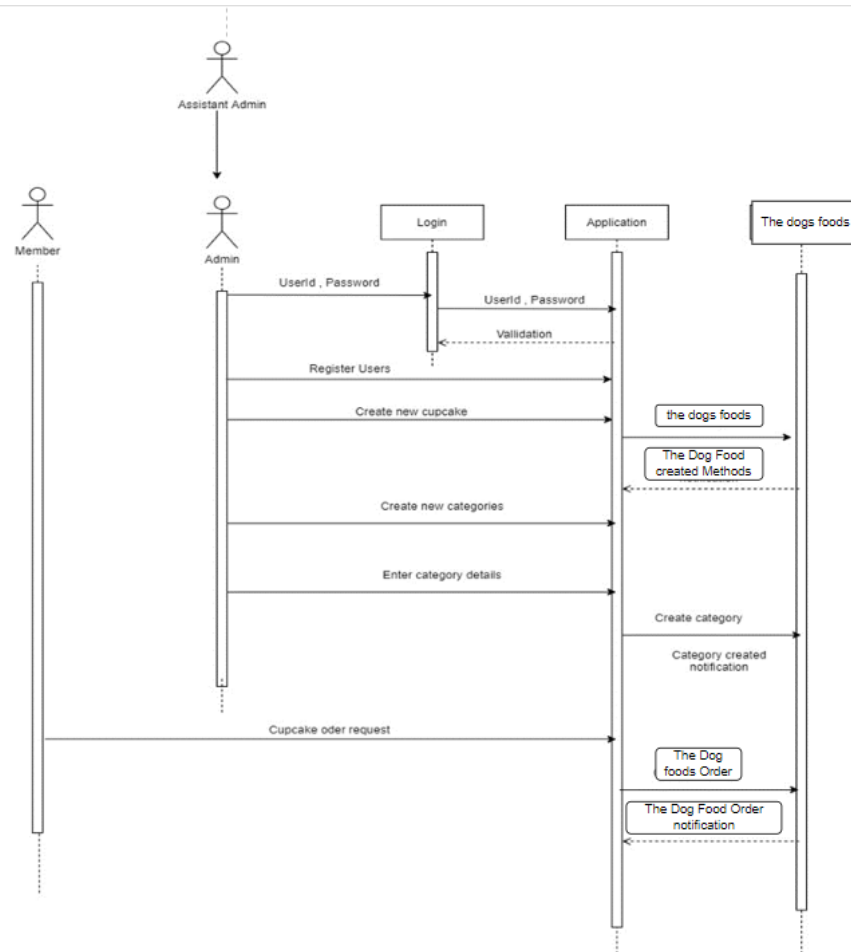 Assistant Admin
Member
Admin
Login
Application
The dogs foods
UserId , Password
UserId , Password
Vallidation
Register Users
Create new cupcake
the dogs foods
The Dog Food
created Methods
Create new categories
Enter category details
Create category
Category created
notification
Cupcake oder request
The Dog
foods Order
The Dog Food Order
notification